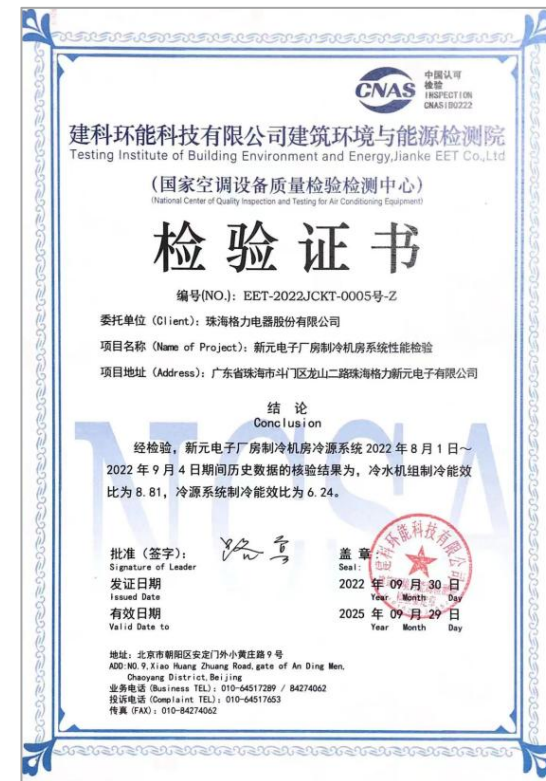 CNAS
中国认可
检验
INSPECTION
CNAS IB0222
建科环能科技有限公司建筑环境与能源检测院
Testing Institute of Building Environment and Energy,Jianke EET Co.,Ltd
(国家空调设备质量检验检测中心)
(National Center of Quality Inspection and Testing for Air Conditioning Equipment)
检验证书
编号(NO.): EET-2022JCKT-0005号-Z
委托单位 (Client): 珠海格力电器股份有限公司
项目名称 (Name of Project): 新元电子厂房制冷机房系统性能检验
项目地址 (Address): 广东省珠海市斗门区龙山二路珠海格力新元电子有限公司
结 论
Conclusion
经检验,新元电子厂房制冷机房冷源系统 2022 年 8 月 1 日~
2022 年 9 月 4 日期间历史数据的核验结果为,冷水机组制冷能效
比为 8.81,冷源系统制冷能效比为 6.24。
NCSA
批准 (签字):
Signature of Leader
盖 章
Seal:
建科环能科技有限公司
发证日期
Issued Date
2022 年 09 月 30 日
Year Month Day
有效日期
Valid Date to
2025 年 09 月 29 日
Year Month Day
地址: 北京市朝阳区安定门外小黄庄路 9 号
ADD:NO.9,Xiao Huang Zhuang Road,gate of An Ding Men,
Chaoyang District,Beijing
业务电话 (Business TEL): 010-64517289 / 84274062
投诉电话 (Complaint TEL): 010-64517653
传真 (FAX): 010-84274062